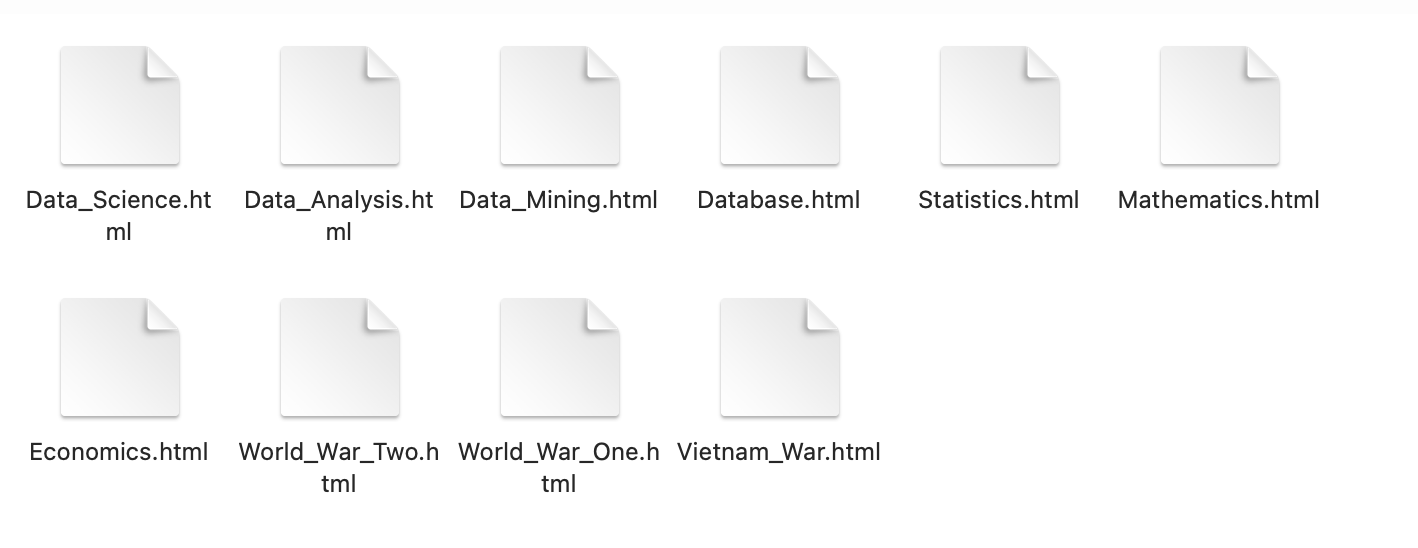 Data_Science.ht
ml
Data_Analysis.ht
ml
Data_Mining.html
Database.html
Statistics.html
Mathematics.html
Economics.html
World_War_Two.h
tml
World_War_One.h
tml
Vietnam_War.html